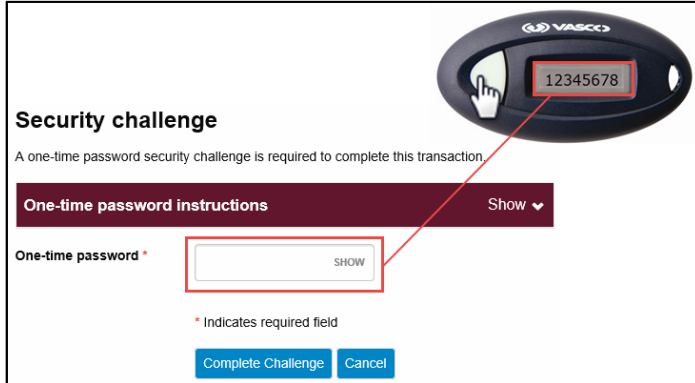 VASCO
12345678
Security challenge
A one-time password security challenge is required to complete this transaction.
One-time password instructions Show
One-time password * SHOW
* Indicates required field
Complete Challenge Cancel